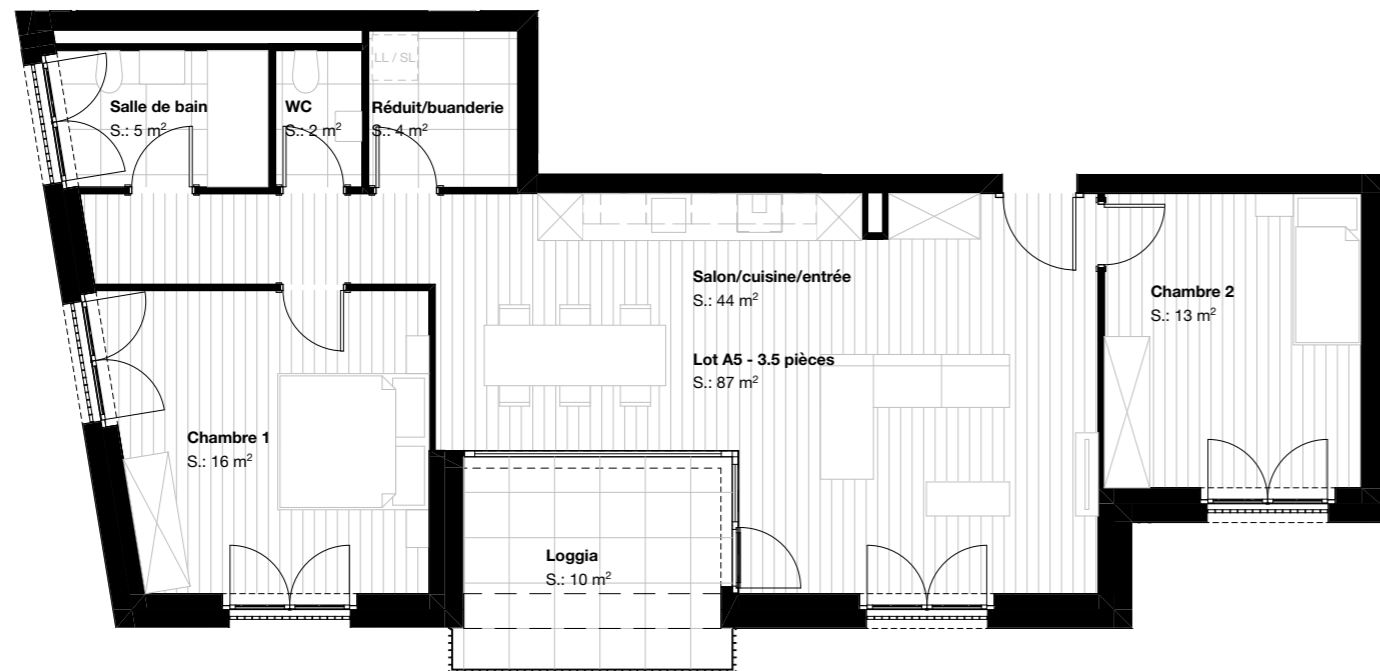 LL / SL
Salle de bain
S.: 5 m²
WC
S.: 2 m²
Réduit/buanderie
S.: 4 m²
Salon/cuisine/entrée
S.: 44 m²
Chambre 2
S.: 13 m²
Lot A5 - 3.5 pièces
S.: 87 m²
Chambre 1
S.: 16 m²
Loggia
S.: 10 m²